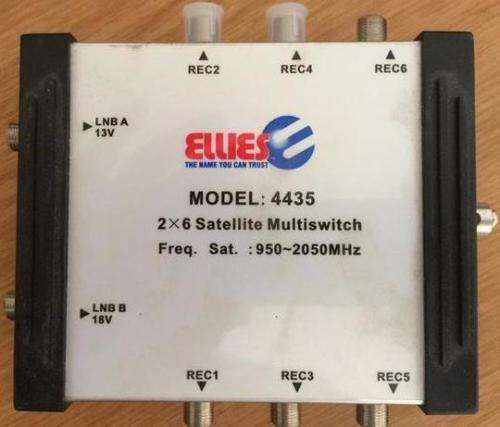 REC2 REC4 REC6
LNB A
13V
ELLIES
THE NAME YOU CAN TRUST
MODEL: 4435
2×6 Satellite Multiswitch
Freq. Sat. :950~2050MHz
LNB B
18V
REC1 REC3 REC5